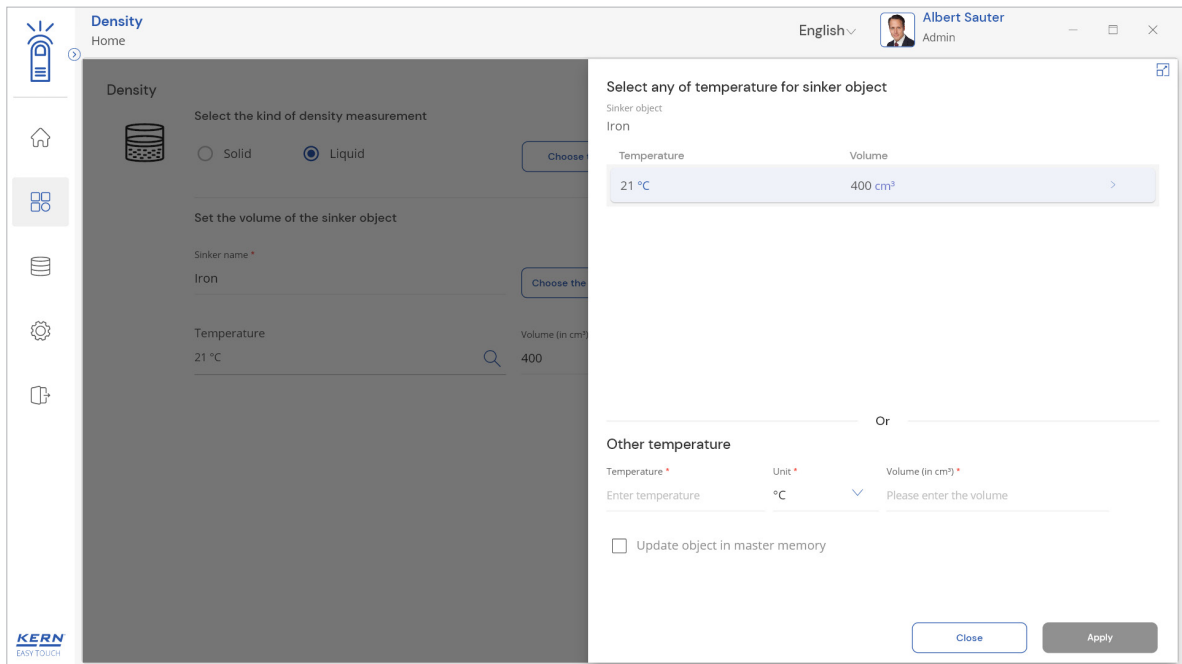 Density
Home
English
Albert Sauter
Admin
Density
Select the kind of density measurement
Solid
Liquid
Choose
Set the volume of the sinker object
Sinker name *
Iron
Choose the
Temperature
21 °C
Volume (in cm³)
400
Select any of temperature for sinker object
Sinker object
Iron
Temperature Volume
21 °C 400 cm³
Or
Other temperature
Temperature * Unit * Volume (in cm³) *
Enter temperature °C Please enter the volume
Update object in master memory
Close Apply
KERN
EASY TOUCH